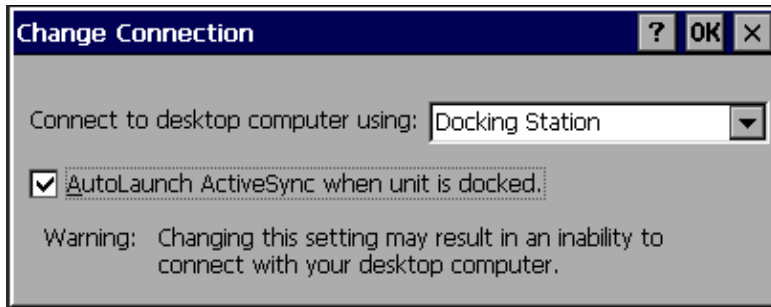 Change Connection ? OK ×
Connect to desktop computer using: Docking Station
AutoLaunch ActiveSync when unit is docked.
Warning: Changing this setting may result in an inability to
connect with your desktop computer.